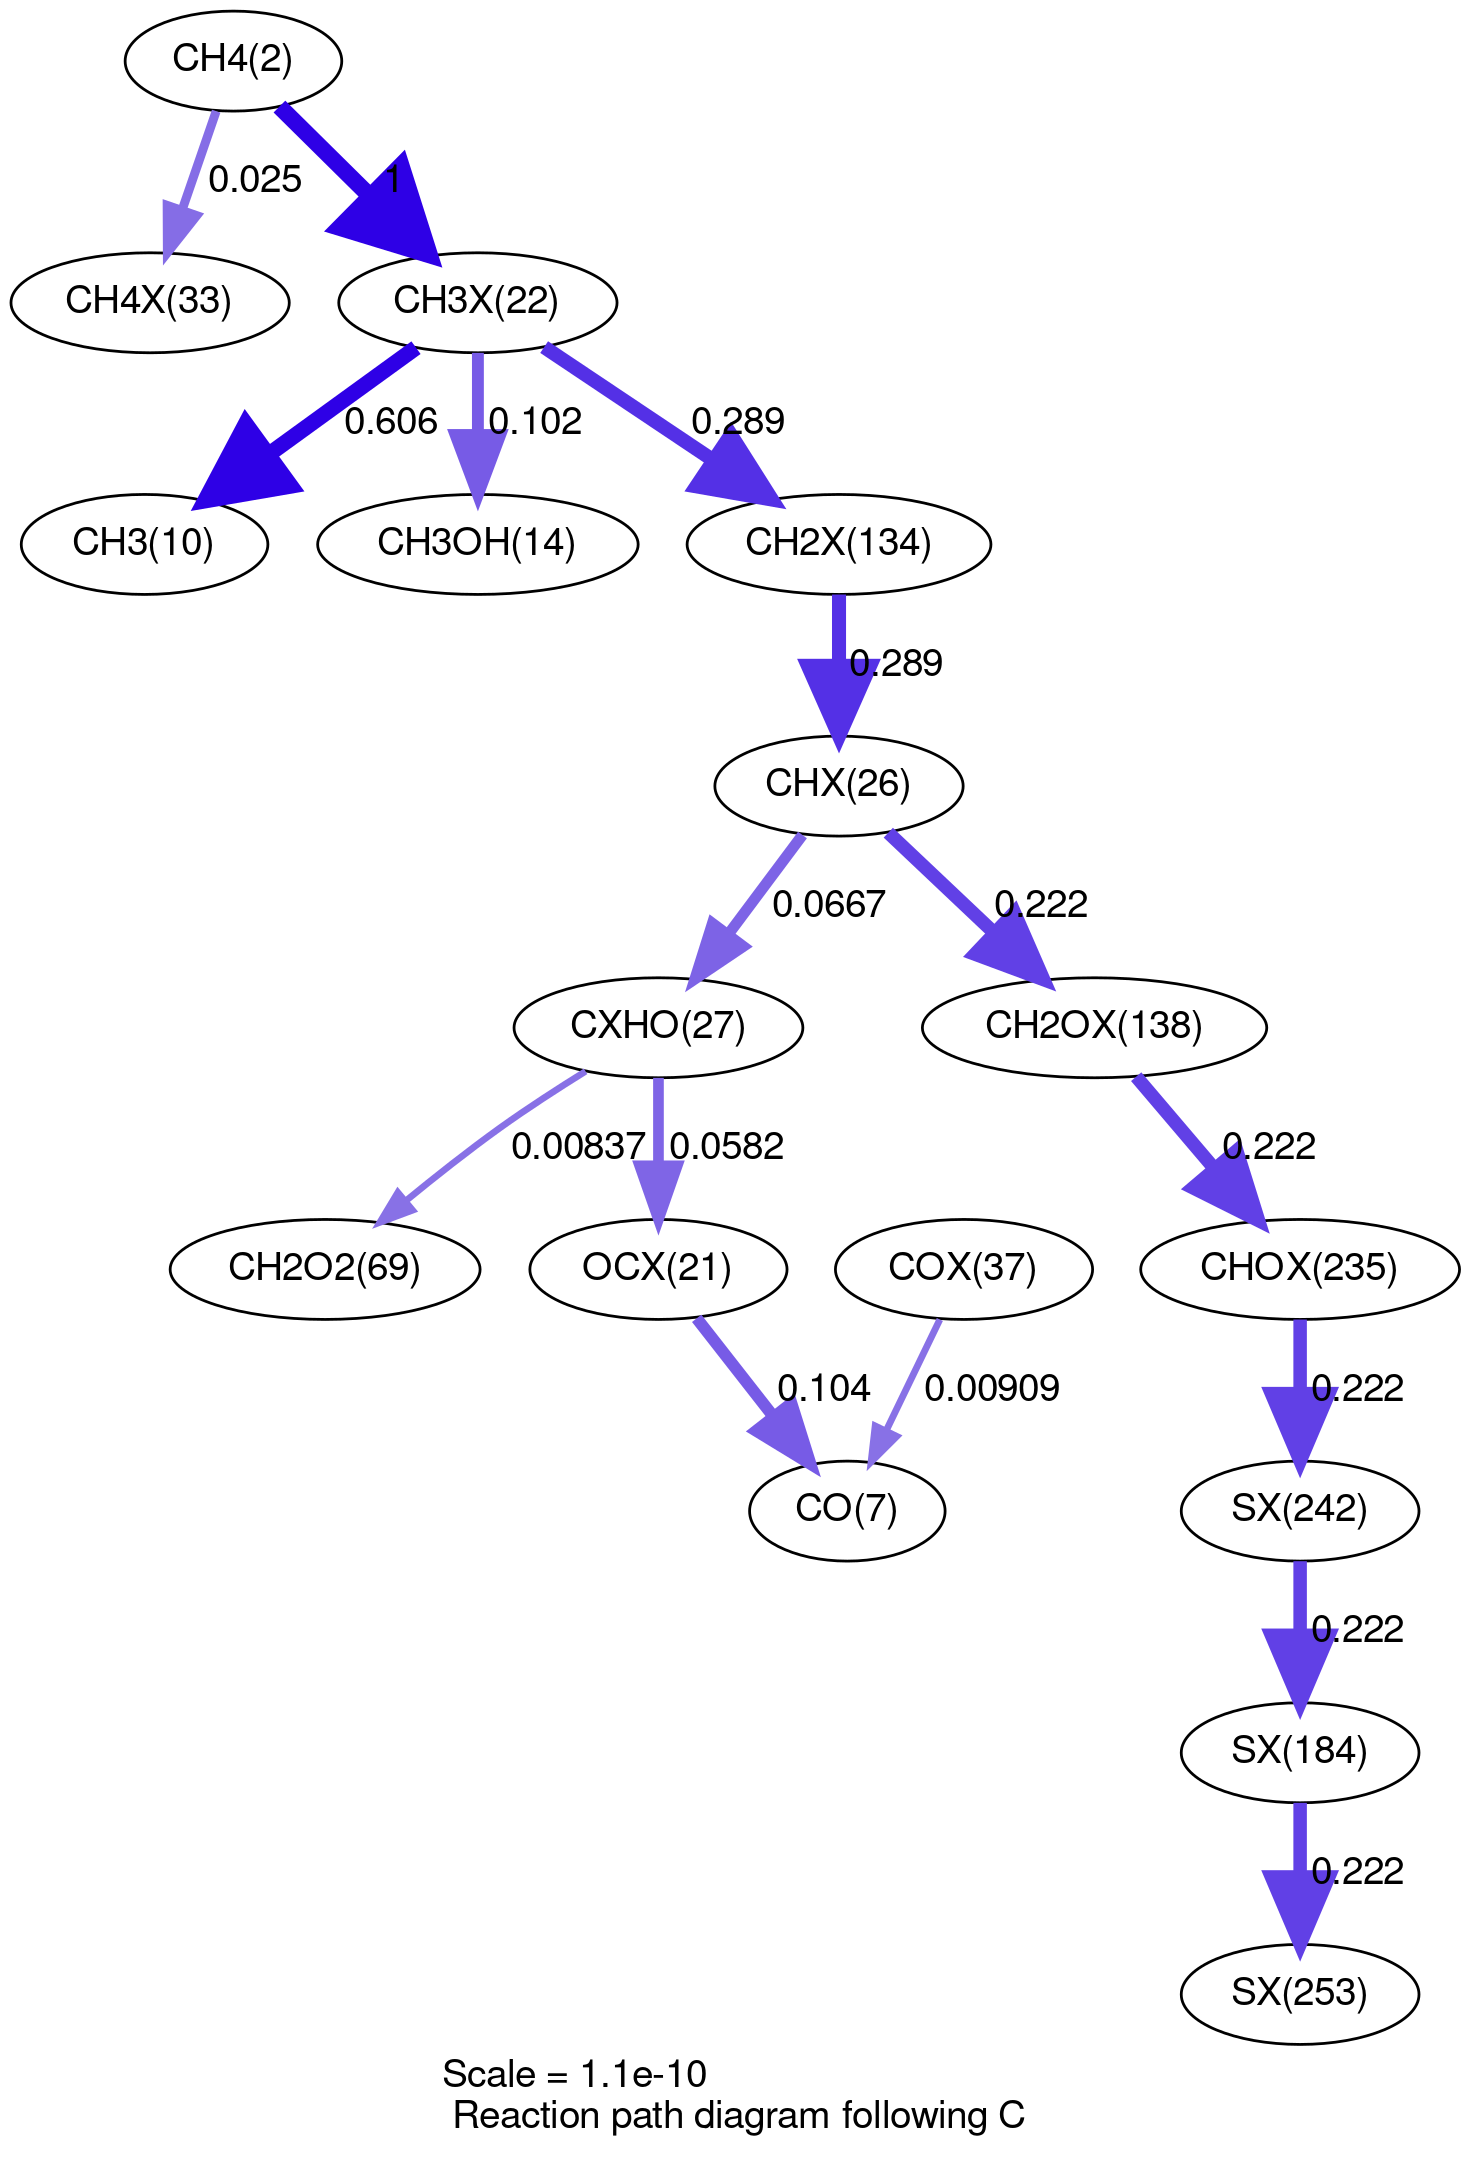 CH4(2)
0.025
1
CH4X(33)
CH3X(22)
0.606
0.102
0.289
CH3(10)
CH3OH(14)
CH2X(134)
0.289
CHX(26)
0.0667
0.222
CXHO(27)
CH2OX(138)
0.00837
0.0582
0.222
CH2O2(69)
OCX(21)
COX(37)
CHOX(235)
0.104
0.00909
0.222
CO(7)
SX(242)
0.222
SX(184)
0.222
SX(253)
Scale = 1.1e-10
Reaction path diagram following C